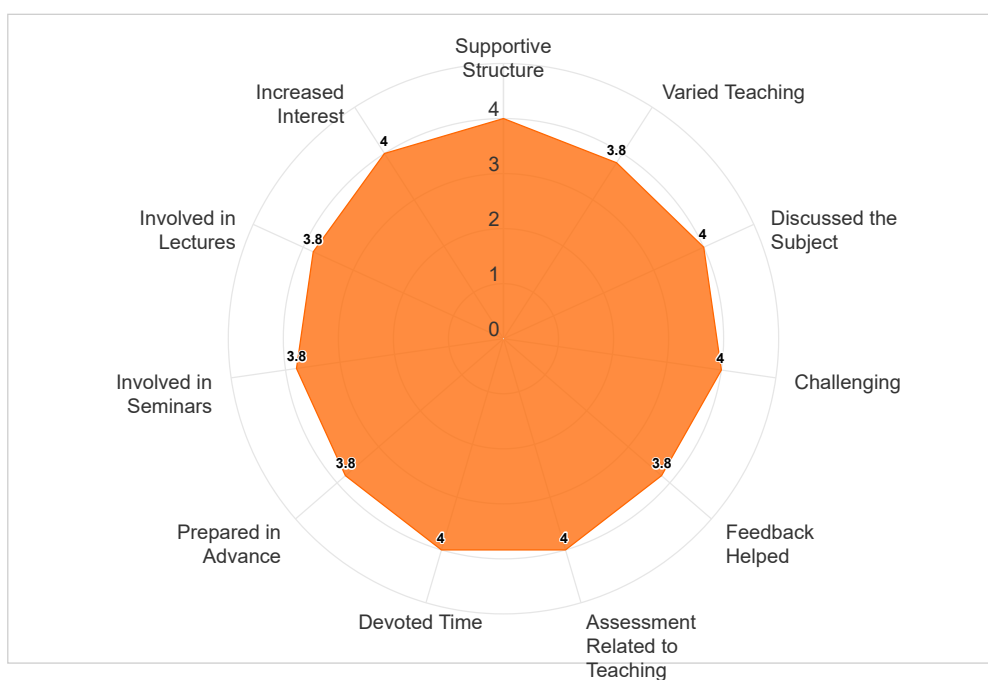 Supportive
Structure
Varied Teaching
Increased
Interest
4
4
3.8
3
Involved in
Lectures
3.8
2
4
Discussed the
Subject
1
0
Involved in
Seminars
3.8
4
Challenging
3.8
3.8
Prepared in
Advance
4
4
Feedback
Helped
Devoted Time
Assessment
Related to
Teaching